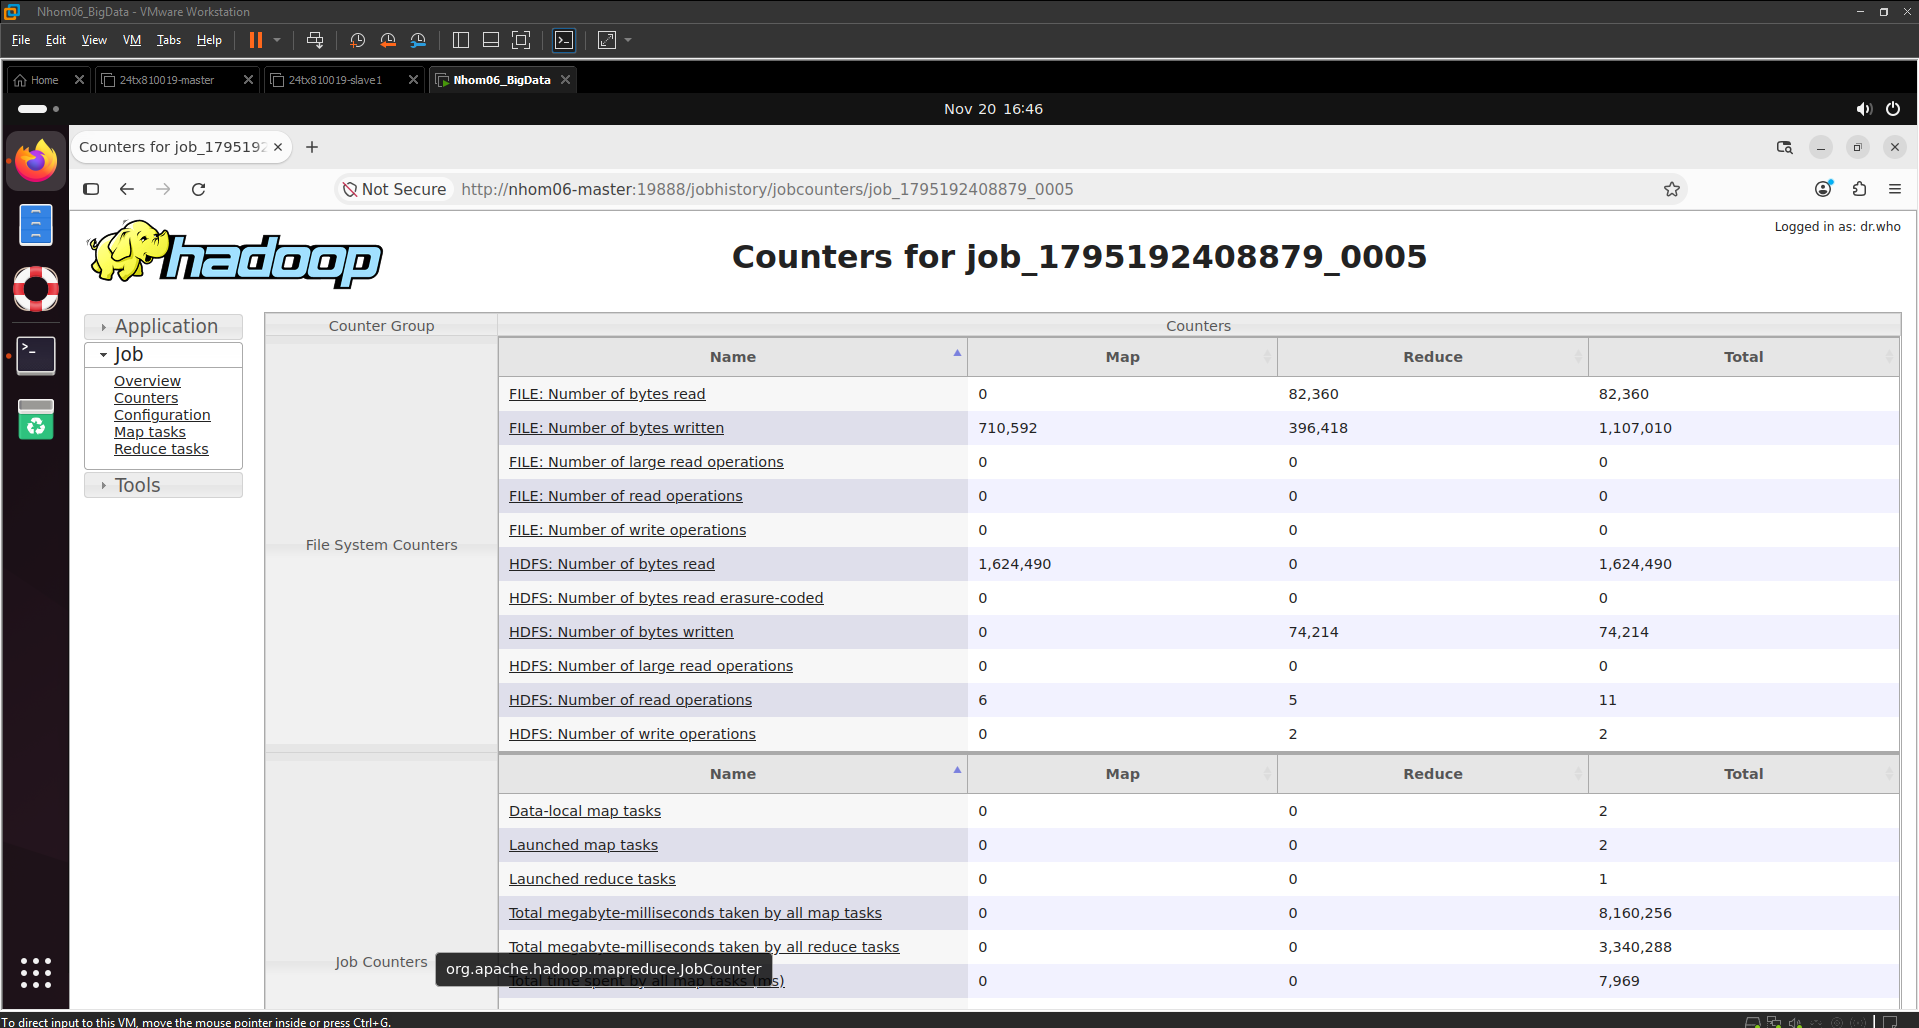 Nhom06_BigData - VMware Workstation
File Edit View VM Tabs Help
Home 24tx810019-master 24tx810019-slave1 Nhom06_BigData
Nov 20 16:46
Counters for job_1795192
Not Secure http://nhom06-master:19888/jobhistory/jobcounters/job_1795192408879_0005
Logged in as: dr.who
hadoop
Counters for job_1795192408879_0005
Application
Job
Overview
Counters
Configuration
Map tasks
Reduce tasks
Tools
Counter Group Counters
File System Counters
Name Map Reduce Total
FILE: Number of bytes read 0 82,360 82,360
FILE: Number of bytes written 710,592 396,418 1,107,010
FILE: Number of large read operations 0 0 0
FILE: Number of read operations 0 0 0
FILE: Number of write operations 0 0 0
HDFS: Number of bytes read 1,624,490 0 1,624,490
HDFS: Number of bytes read erasure-coded 0 0 0
HDFS: Number of bytes written 0 74,214 74,214
HDFS: Number of large read operations 0 0 0
HDFS: Number of read operations 6 5 11
HDFS: Number of write operations 0 2 2
Job Counters
Name Map Reduce Total
Data-local map tasks 0 0 2
Launched map tasks 0 0 2
Launched reduce tasks 0 0 1
Total megabyte-milliseconds taken by all map tasks 0 0 8,160,256
Total megabyte-milliseconds taken by all reduce tasks 0 0 3,340,288
org.apache.hadoop.mapreduce.JobCounter
Total time spent by all map tasks (ms) 0 0 7,969
To direct input to this VM, move the mouse pointer inside or press Ctrl+G.